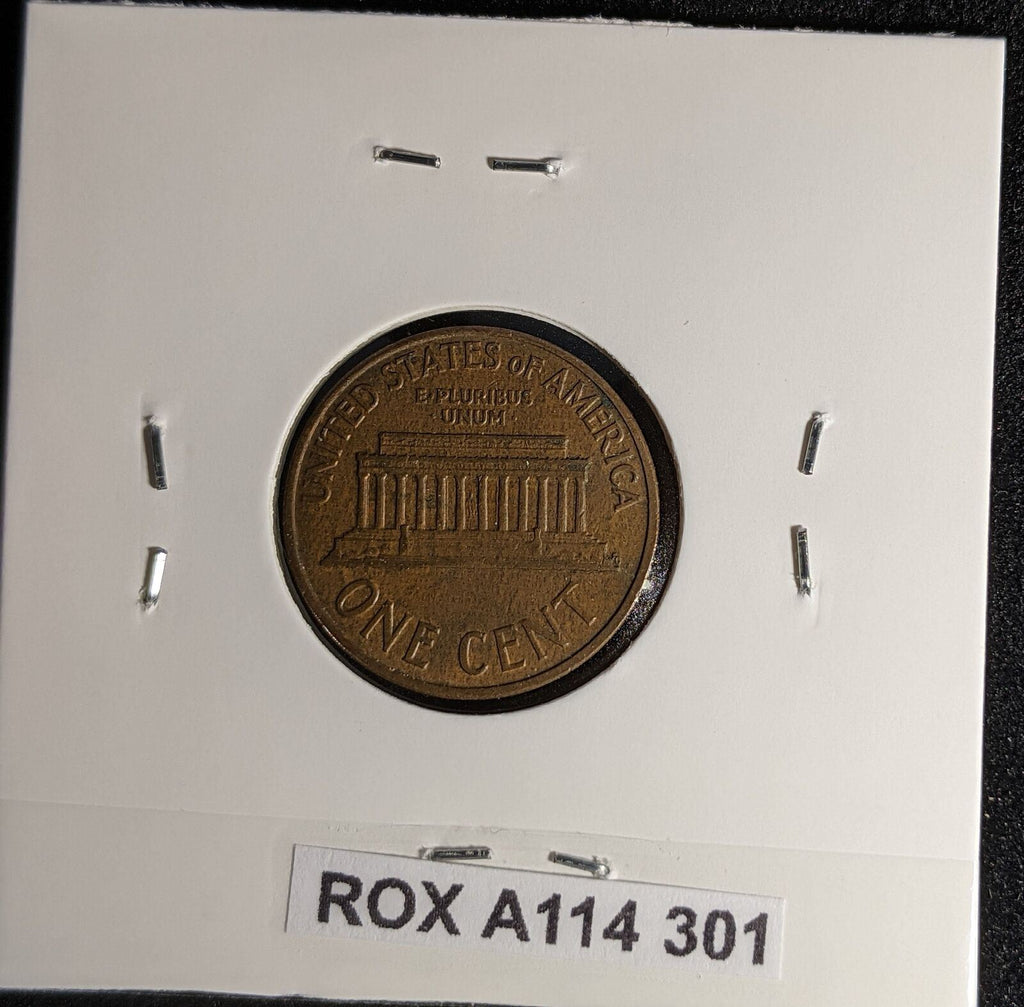 UNITED STATES oF AMERICA
E·PLURIBUS
·UNUM·
ONE CENT
ROX A114 301